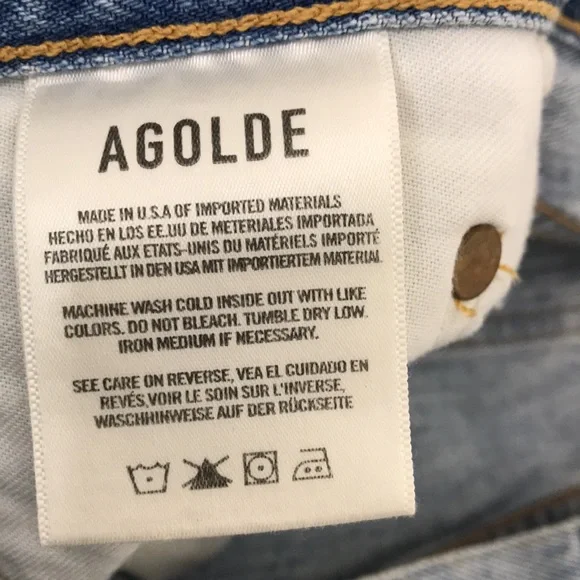 AGOLDE
MADE IN U.S.A OF IMPORTED MATERIALS
HECHO EN LOS EE.UU DE METERIALES IMPORTADA
FABRIQUÉ AUX ETATS-UNIS DU MATÉRIELS IMPORTÉ
HERGESTELLT IN DEN USA MIT IMPORTIERTEM MATERIAL
MACHINE WASH COLD INSIDE OUT WITH LIKE
COLORS. DO NOT BLEACH. TUMBLE DRY LOW.
IRON MEDIUM IF NECESSARY.
SEE CARE ON REVERSE, VEA EL CUIDADO EN
REVÉS,VOIR LE SOIN SUR L'INVERSE,
WASCHHINWEISE AUF DER RÜCKSEITE